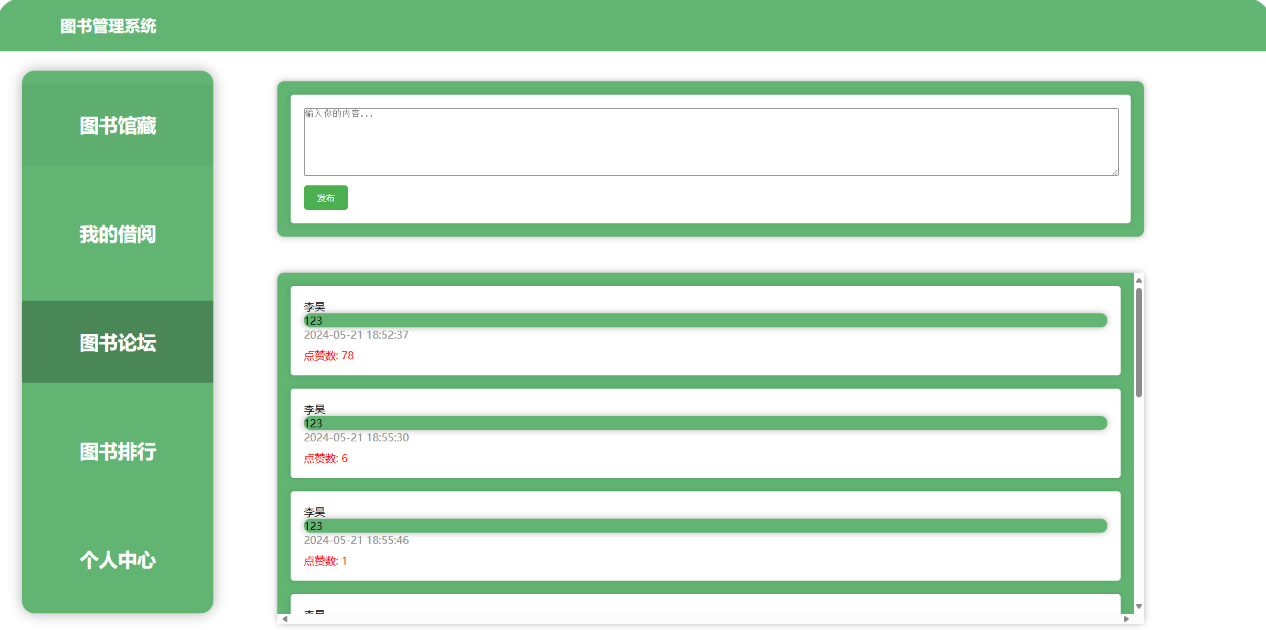 图书管理系统
图书馆藏
我的借阅
图书论坛
图书排行
个人中心
输入你的内容...
发布
李昊
123
2024-05-21 18:52:37
点赞数: 78
李昊
123
2024-05-21 18:55:30
点赞数: 6
李昊
123
2024-05-21 18:55:46
点赞数: 1